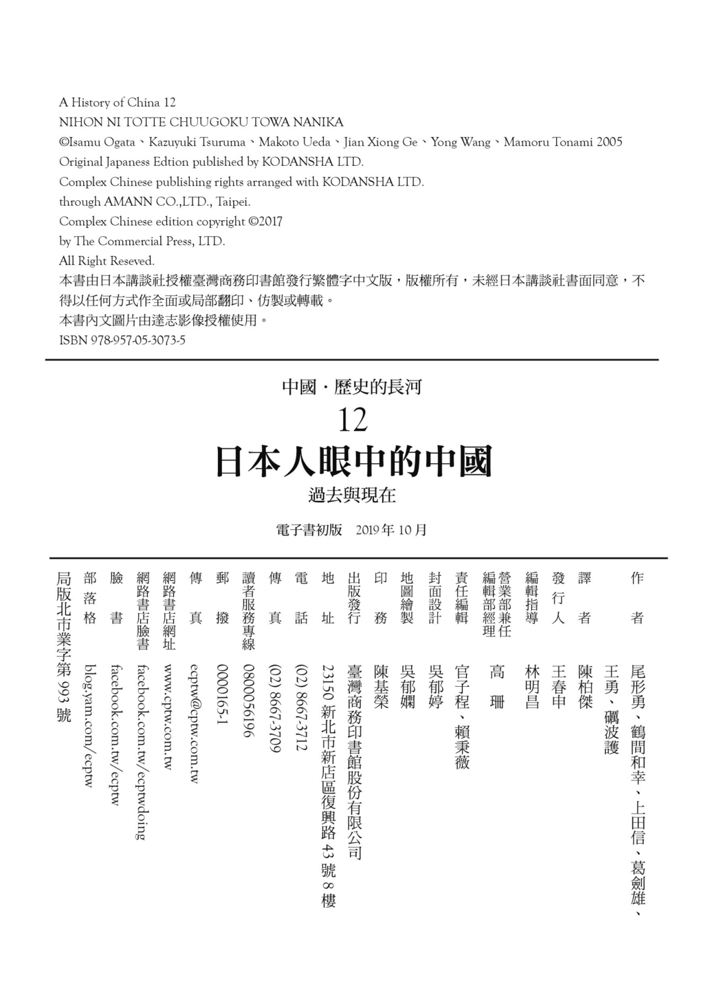 A History of China 12
NIHON NI TOTTE CHUUGOKU TOWA NANIKA
©Isamu Ogata、Kazuyuki Tsuruma、Makoto Ueda、Jian Xiong Ge、Yong Wang、Mamoru Tonami 2005
Original Japaness Edtion published by KODANSHA LTD.
Complex Chinese publishing rights arranged with KODANSHA LTD.
through AMANN CO.,LTD., Taipei.
Complex Chinese edition copyright ©2017
by The Commercial Press, LTD.
All Right Reseved.
本書由日本講談社授權臺灣商務印書館發行繁體字中文版，版權所有，未經日本講談社書面同意，不
得以任何方式作全面或局部翻印、仿製或轉載。
本書內文圖片由達志影像授權使用。
ISBN 978-957-05-3073-5
中國・歷史的長河
12
日本人眼中的中國
過去與現在
電子書初版 2019年10月
作者 尾形勇、鶴間和幸、上田信、葛劍雄、
王勇、礪波護
譯者 陳柏傑
發行人 王春申
編輯指導 林明昌
營業部兼任
編輯部經理 高珊
責任編輯 官子程、賴秉薇
封面設計 吳郁婷
地圖繪製 吳郁嫻
印務 陳基榮
出版發行 臺灣商務印書館股份有限公司
地址 23150 新北市新店區復興路 43 號 8 樓
電話 (02) 8667-3712
傳真 (02) 8667-3709
讀者服務專線 0800056196
郵撥 0000165-1
傳真 ecptw@cptw.com.tw
網路書店網址 www.cptw.com.tw
網路書店臉書 facebook.com.tw/ecptwdoing
臉書 facebook.com.tw/ecptw
部落格 blog.yam.com/ecptw
局版北市業字第 993 號